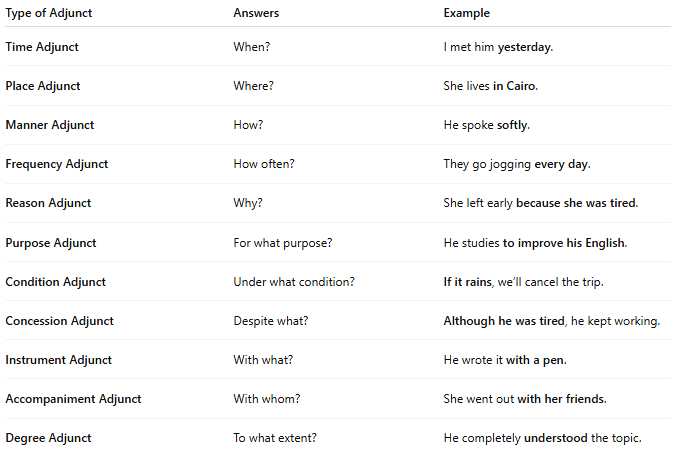 Type of Adjunct Answers Example
Time Adjunct When? I met him yesterday.
Place Adjunct Where? She lives in Cairo.
Manner Adjunct How? He spoke softly.
Frequency Adjunct How often? They go jogging every day.
Reason Adjunct Why? She left early because she was tired.
Purpose Adjunct For what purpose? He studies to improve his English.
Condition Adjunct Under what condition? If it rains, we’ll cancel the trip.
Concession Adjunct Despite what? Although he was tired, he kept working.
Instrument Adjunct With what? He wrote it with a pen.
Accompaniment Adjunct With whom? She went out with her friends.
Degree Adjunct To what extent? He completely understood the topic.